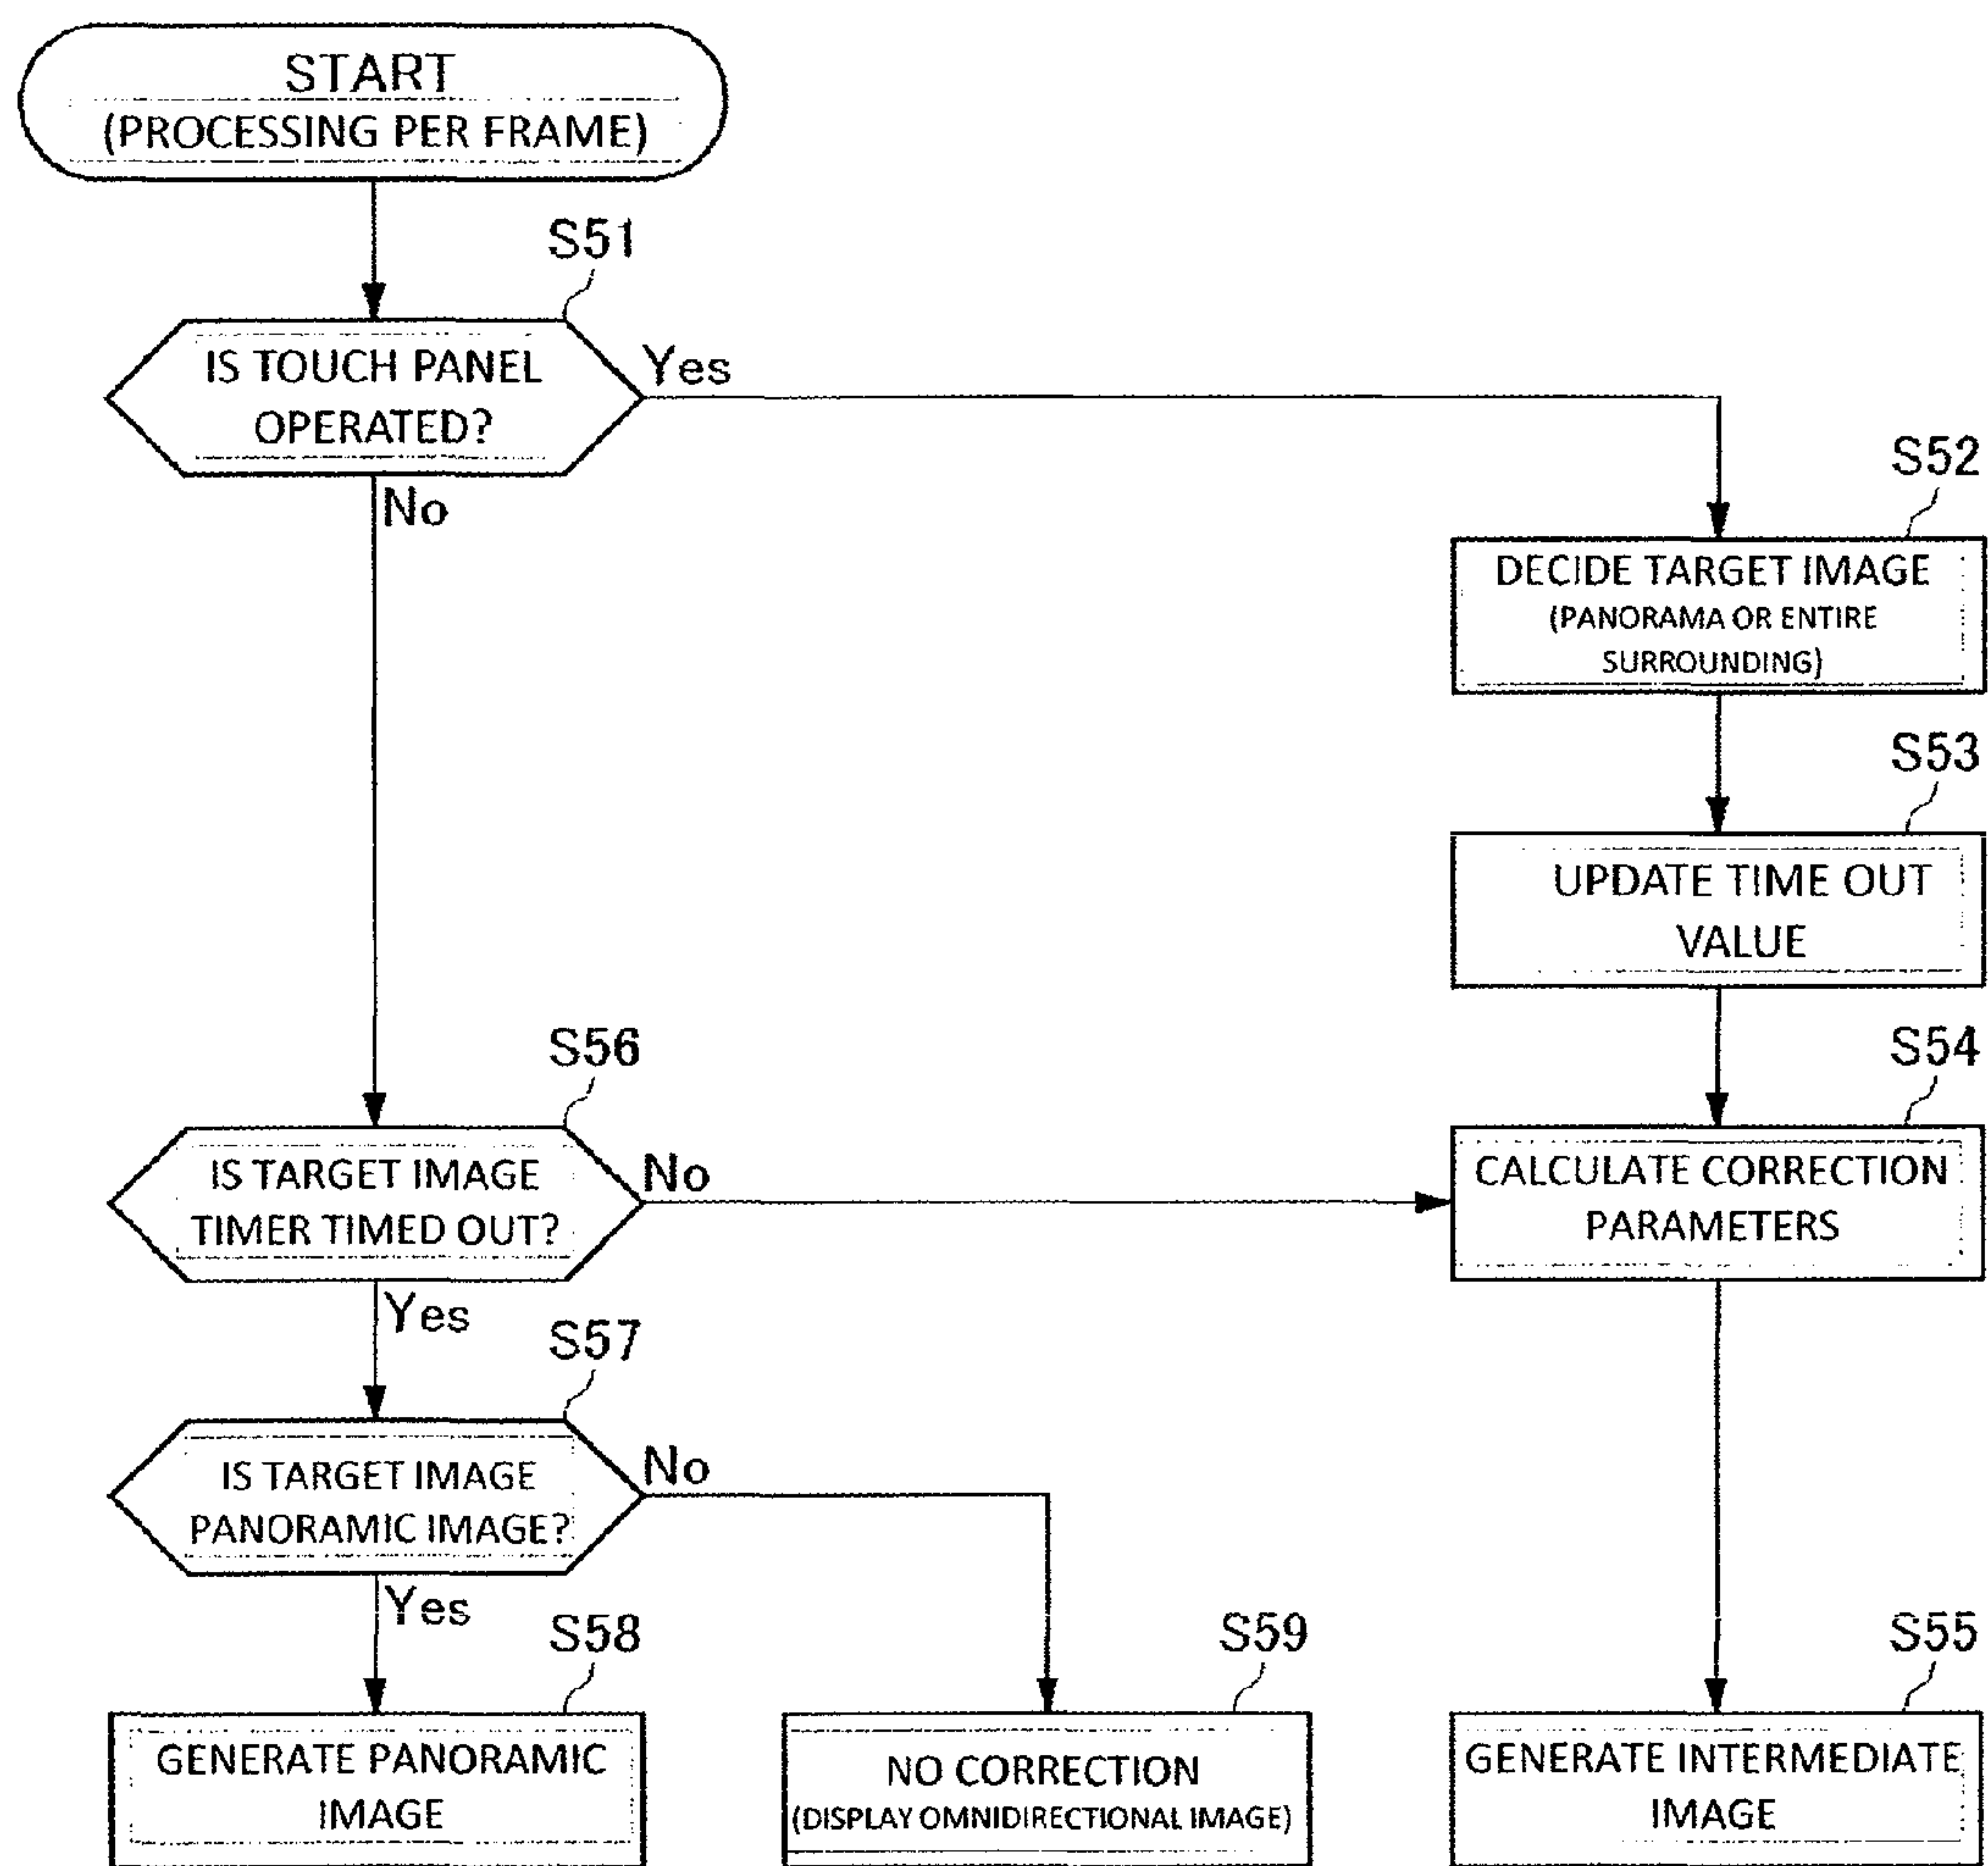 START
(PROCESSING PER FRAME)
S51
IS TOUCH PANEL
OPERATED?
Yes
No
S52
DECIDE TARGET IMAGE
(PANORAMA OR ENTIRE
SURROUNDING)
S53
UPDATE TIME OUT
VALUE
S54
CALCULATE CORRECTION
PARAMETERS
S56
IS TARGET IMAGE
TIMER TIMED OUT?
No
Yes
S57
IS TARGET IMAGE
PANORAMIC IMAGE?
No
Yes
S58
GENERATE PANORAMIC
IMAGE
S59
NO CORRECTION
(DISPLAY OMNIDIRECTIONAL IMAGE)
S55
GENERATE INTERMEDIATE
IMAGE